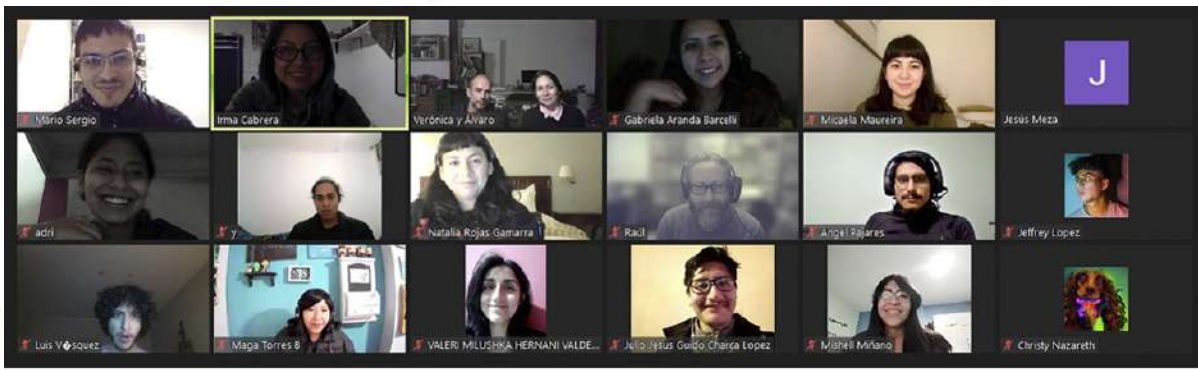 Mario Sergio
Irma Cabrera
Verónica y Álvaro
Gabriela Aranda Barcelli
Micaela Maureira
J
Jesús Meza
adri
y
Natalia Rojas Gamarra
Raúl
Angel Pajares
Jeffrey Lopez
Luis V�squez
Maga Torres B
VALERI MILUSHKA HERNANI VALDE...
Julio Jesus Guido Charca Lopez
Mishell Miñano
Christy Nazareth